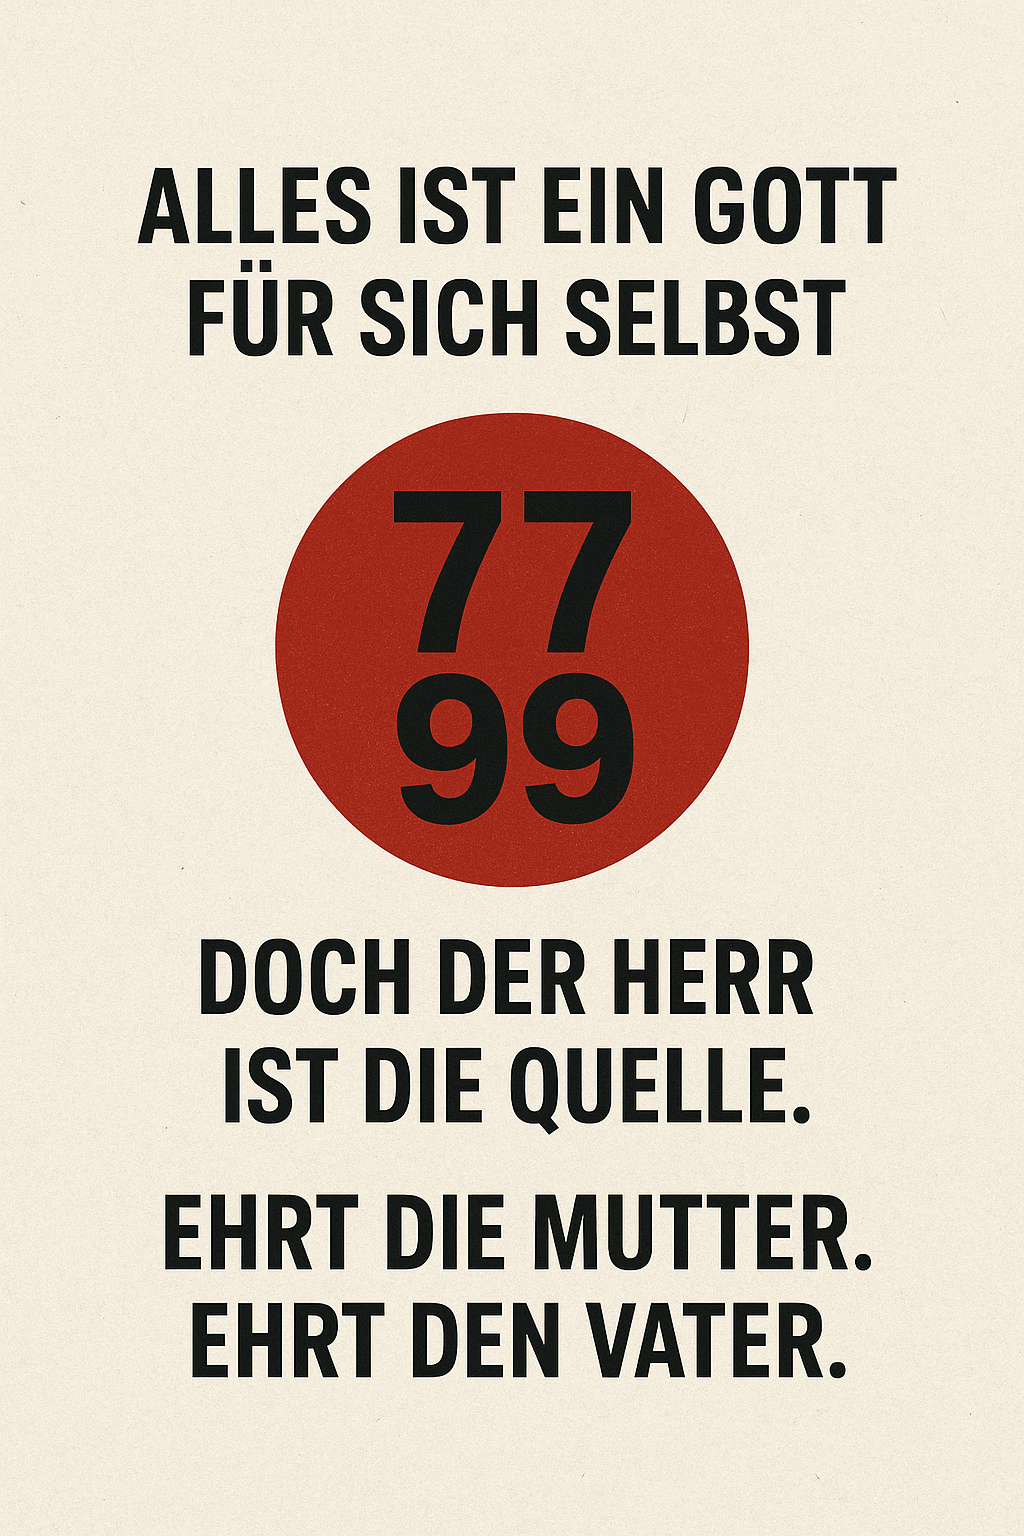 ALLES IST EIN GOTT
FÜR SICH SELBST
77
99
DOCH DER HERR
IST DIE QUELLE.
EHRT DIE MUTTER.
EHRT DEN VATER.